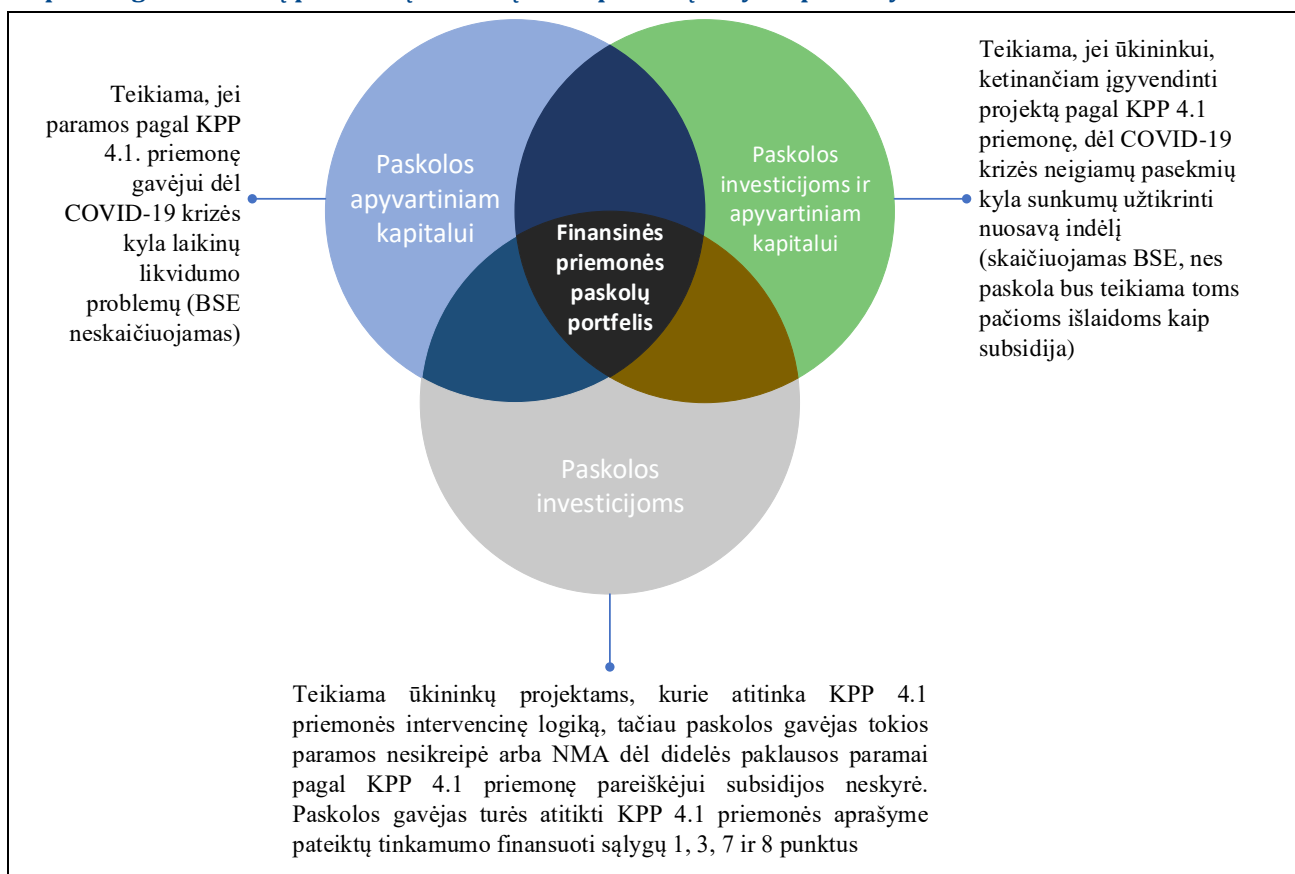 Teikiama, jei
paramos pagal KPP
4.1. priemonę
gavėjui dėl
COVID-19 krizės
kyla laikinų
likvidumo
problemų (BSE
neskaičiuojamas)
Paskolos
apyvartiniam
kapitalui
Paskolos
investicijoms ir
apyvartiniam
kapitalui
Finansinės
priemonės
paskolų
portfelis
Teikiama, jei ūkininkui,
ketinančiam įgyvendinti
projektą pagal KPP 4.1
priemonę, dėl COVID-19
krizės neigiamų pasekmių
kyla sunkumų užtikrinti
nuosavą indėlį
(skaičiuojamas BSE, nes
paskola bus teikiama toms
pačioms išlaidoms kaip
subsidija)
Paskolos
investicijoms
Teikiama ūkininkų projektams, kurie atitinka KPP 4.1
priemonės intervencinę logiką, tačiau paskolos gavėjas tokios
paramos nesikreipė arba NMA dėl didelės paklausos paramai
pagal KPP 4.1 priemonę pareiškėjui subsidijos neskyrė.
Paskolos gavėjas turės atitikti KPP 4.1 priemonės aprašyme
pateiktų tinkamumo finansuoti sąlygų 1, 3, 7 ir 8 punktus